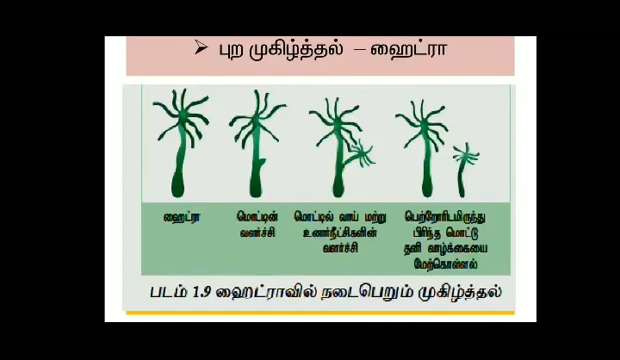 ➢ புற முகிழ்த்தல் – ஹைட்ரா
ஹைட்ரா
மொட்டின்
வளர்ச்சி
மொட்டில் வாய் மற்று
உணர்நீட்சிகளின்
வளர்ச்சி
பெற்றோரிடமிருந்து
பிரிந்த மொட்டு
தனி வாழ்க்கையை
மேற்கொள்ளல்
படம் 1.9 ஹைட்ராவில் நடைபெறும் முகிழ்த்தல்